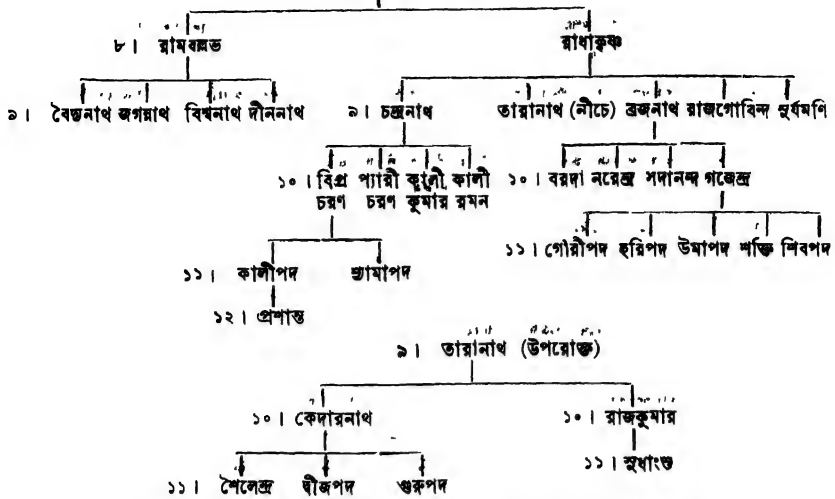 ৮। রামবল্লভ রাধাকৃষ্ণ
৯। বৈদ্যনাথ জগন্নাথ বিশ্বনাথ দীননাথ ৯। চন্দ্রনাথ তারানাথ (নীচে) ব্রজনাথ রাজগোবিন্দ সূর্যমণি
১০। বিপ্র প্যারী কালী কালী ১০। বরদা নরেন্দ্র সদানন্দ গজেন্দ্র
চরণ চরণ কুমার রমন
১১। গৌরীপদ হরিপদ উমাপদ শক্তি শিবপদ
১১। কালীপদ শ্যামাপদ
১২। প্রশান্ত
৯। তারানাথ (উপরোক্ত)
১০। কেদারনাথ ১০। রাজকুমার
১১। সুধাংশু
১১। শৈলেন্দ্র দ্বীজপদ গুরুপদ